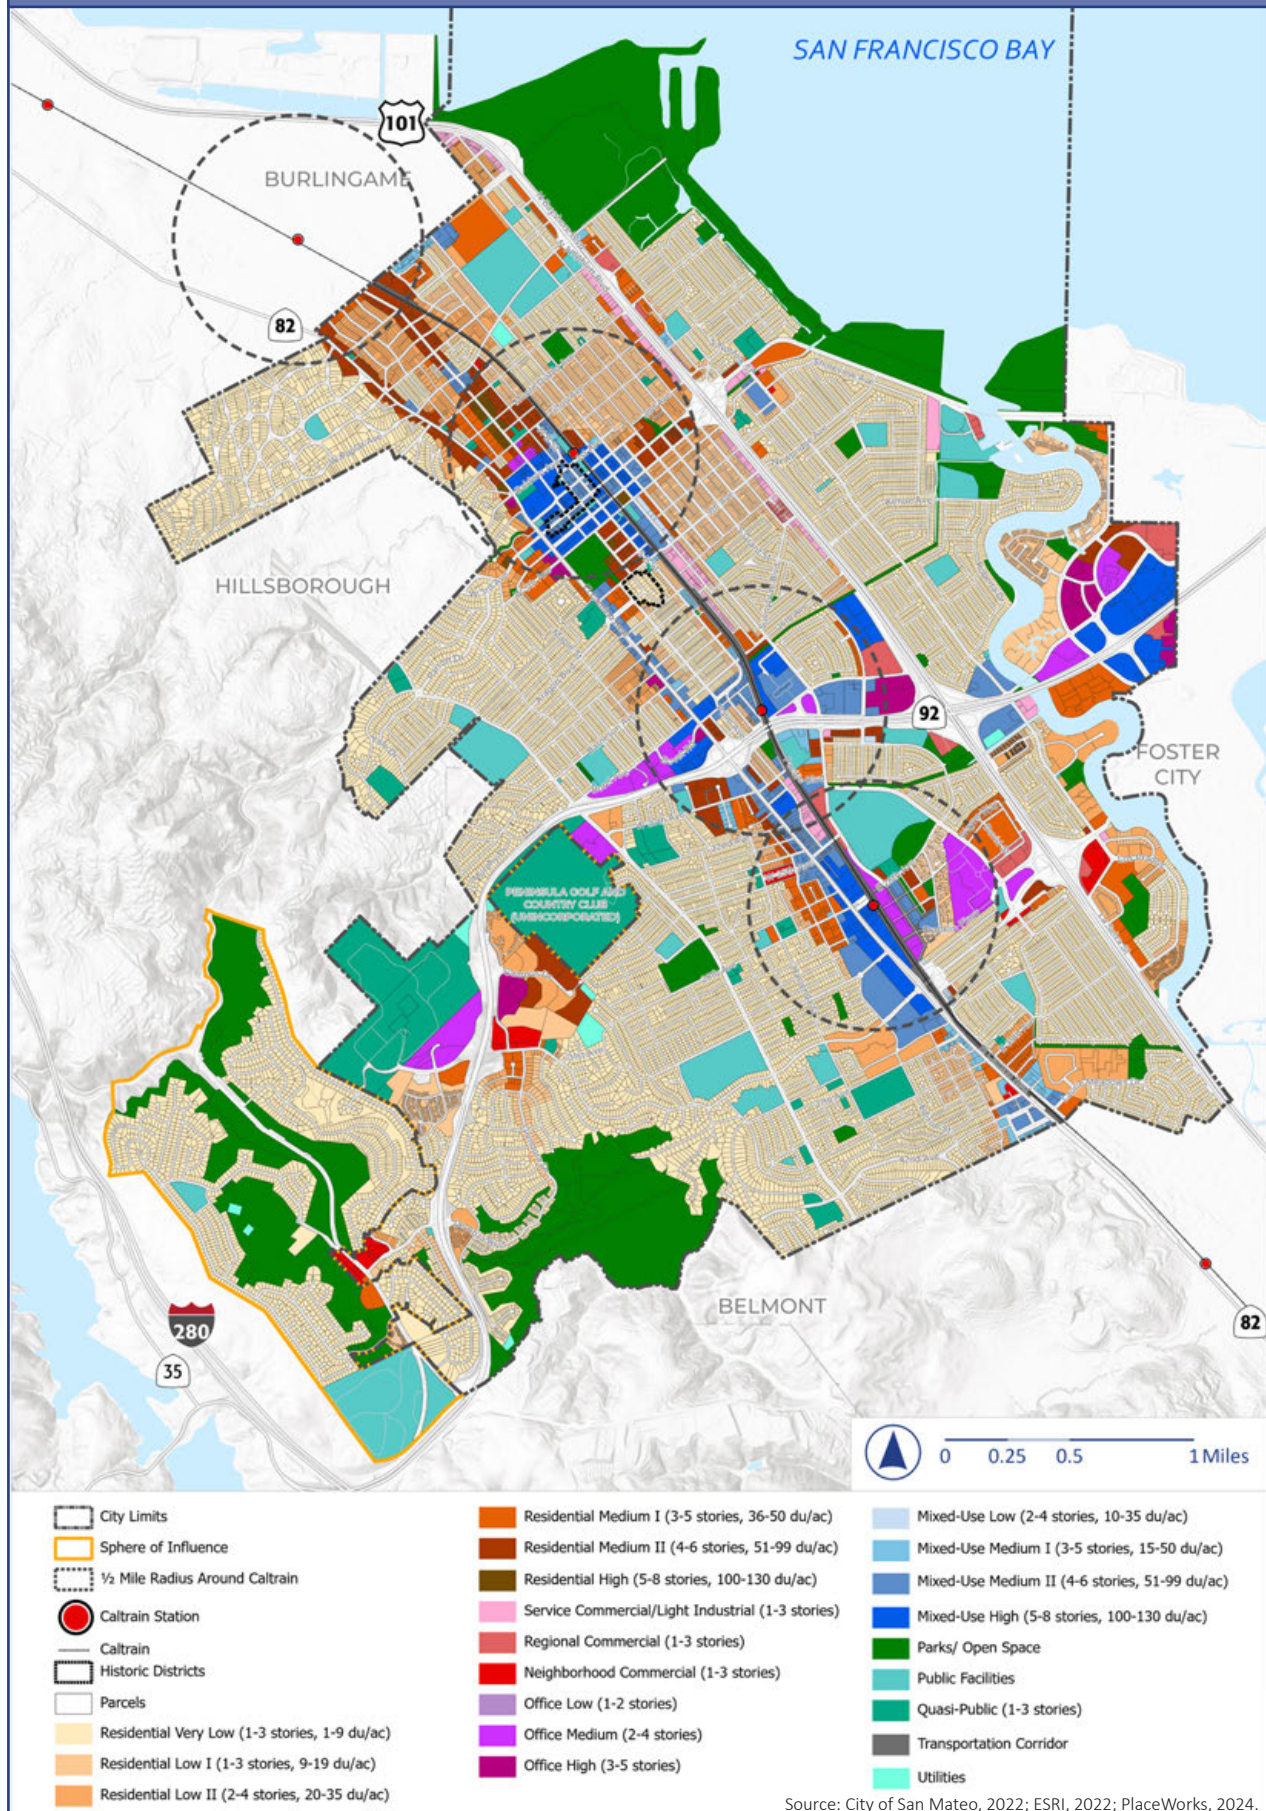 SAN FRANCISCO BAY
101
BURLINGAME
82
HILLSBOROUGH
92
FOSTER
CITY
PENINSULA GOLF AND
COUNTRY CLUB
(UNINCORPORATED)
BELMONT
280
35
82
0 0.25 0.5 1 Miles
City Limits
Sphere of Influence
½ Mile Radius Around Caltrain
Caltrain Station
Caltrain
Historic Districts
Parcels
Residential Very Low (1-3 stories, 1-9 du/ac)
Residential Low I (1-3 stories, 9-19 du/ac)
Residential Low II (2-4 stories, 20-35 du/ac)
Residential Medium I (3-5 stories, 36-50 du/ac)
Residential Medium II (4-6 stories, 51-99 du/ac)
Residential High (5-8 stories, 100-130 du/ac)
Service Commercial/Light Industrial (1-3 stories)
Regional Commercial (1-3 stories)
Neighborhood Commercial (1-3 stories)
Office Low (1-2 stories)
Office Medium (2-4 stories)
Office High (3-5 stories)
Mixed-Use Low (2-4 stories, 10-35 du/ac)
Mixed-Use Medium I (3-5 stories, 15-50 du/ac)
Mixed-Use Medium II (4-6 stories, 51-99 du/ac)
Mixed-Use High (5-8 stories, 100-130 du/ac)
Parks/ Open Space
Public Facilities
Quasi-Public (1-3 stories)
Transportation Corridor
Utilities
Source: City of San Mateo, 2022; ESRI, 2022; PlaceWorks, 2024.